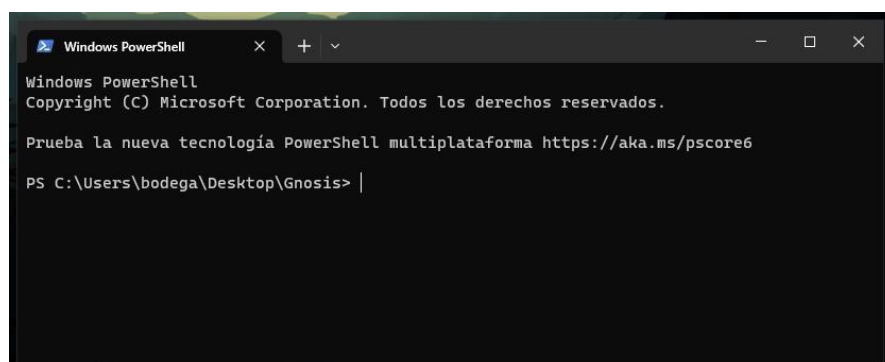 Windows PowerShell
Windows PowerShell
Copyright (C) Microsoft Corporation. Todos los derechos reservados.
Prueba la nueva tecnología PowerShell multiplataforma https://aka.ms/pscore6
PS C:\Users\bodega\Desktop\Gnosis>